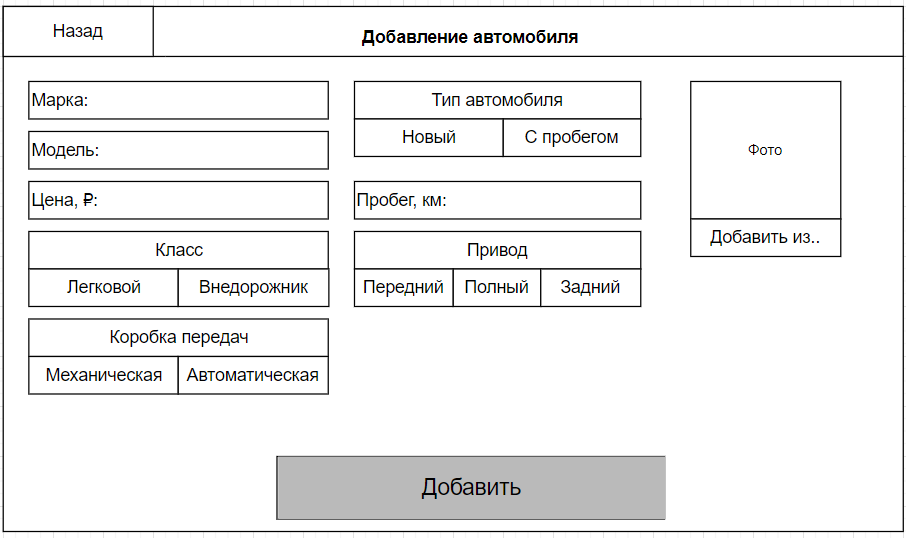 Назад
Добавление автомобиля
Марка:
Модель:
Цена, ₽:
Класс
Легковой Внедорожник
Коробка передач
Механическая Автоматическая
Тип автомобиля
Новый С пробегом
Пробег, км:
Привод
Передний Полный Задний
Фото
Добавить из..
Добавить